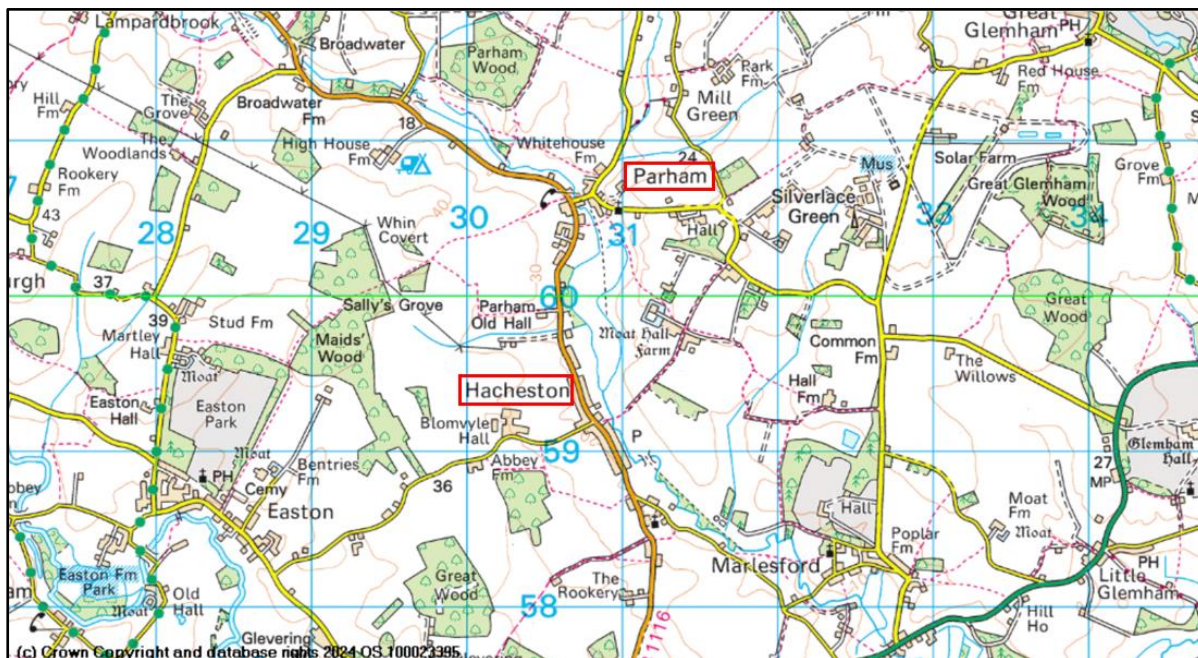 Lampardbrook
Broadwater
Parham
Wood
Great
Glemham
PH
Park
Fm
Red House
Fm
Mill
Green
Hill
Fm
The
Grove
Broadwater
Fm
18
High House
Fm
Whitehouse
Fm
24
Parham
Mus
Solar Farm
Great Glemham
Wood
Grove
Fm
The
Woodlands
Rookery
Fm
43
28
29
30
31
33
34
Silverlace
Green
Hall
Whin
Covert
40
30
37
39
Sally's Grove
60
Parham
Old Hall
Great
Wood
Stud Fm
Martley
Hall
Moat
Maids'
Wood
Moat Hall
Farm
Common
Fm
The
Willows
Hacheston
Easton
Hall
Easton
Park
Blomvyle
Hall
Hall
Fm
Glemham
Hall
P
59
27
MP
Moat
PH
Cemy
Bentries
Fm
Abbey
Fm
36
Easton
Hall
Moat
Fm
Moat
Poplar
Fm
Marlesford
PH
Little
Glemham
Easton Fm
Park
Old
Hall
Moat
Great
Wood
The
Rookery
58
Hill
Ho
Glevering
1116
(c) Crown Copyright and database rights 2024 OS 100023395